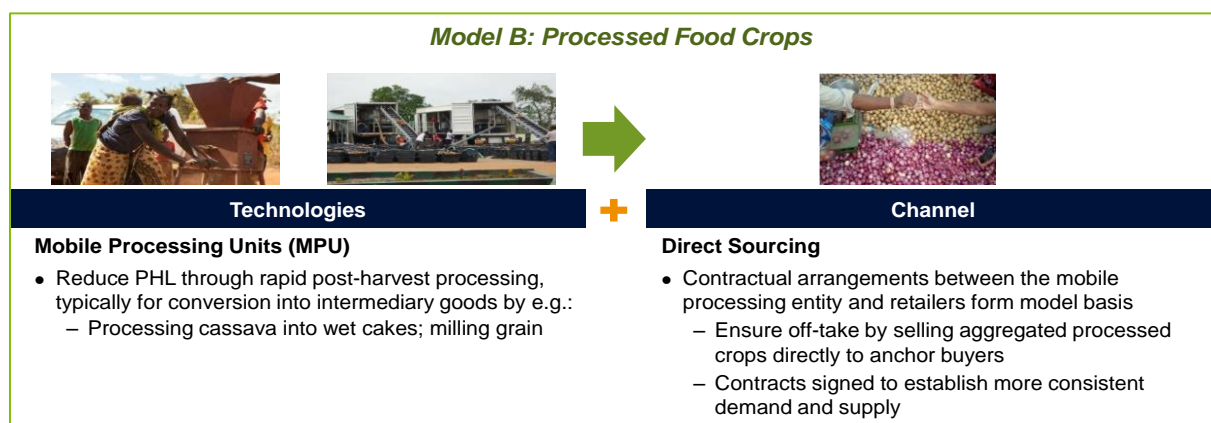 Model B: Processed Food Crops
Technologies
Mobile Processing Units (MPU)
• Reduce PHL through rapid post-harvest processing,
typically for conversion into intermediary goods by e.g.:
– Processing cassava into wet cakes; milling grain
Channel
Direct Sourcing
• Contractual arrangements between the mobile
processing entity and retailers form model basis
– Ensure off-take by selling aggregated processed
crops directly to anchor buyers
– Contracts signed to establish more consistent
demand and supply